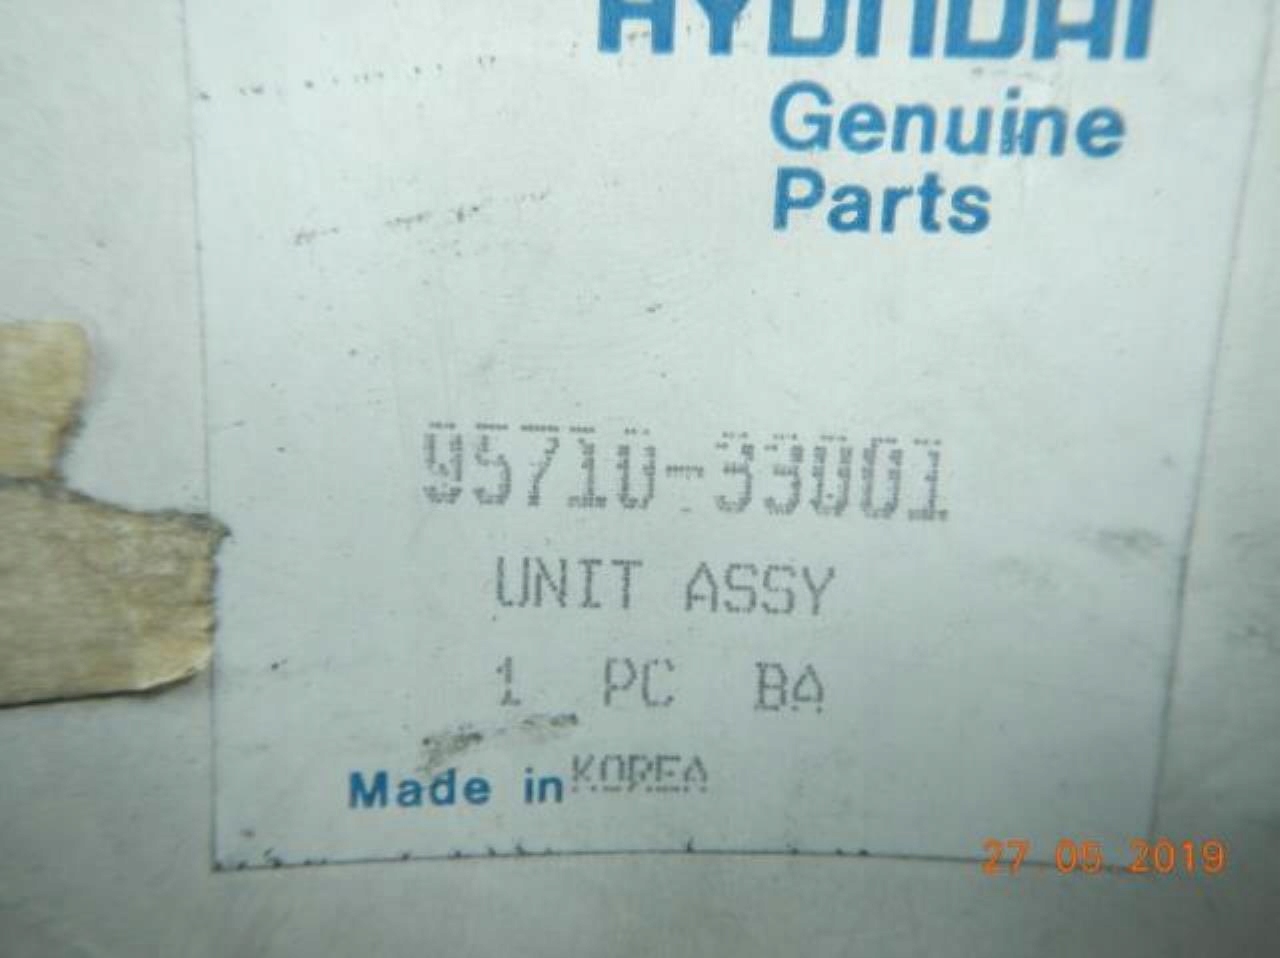 HYUNDAI
Genuine
Parts
95710-33001
UNIT ASSY
1 PC BA
Made in KOREA
27.05.2019